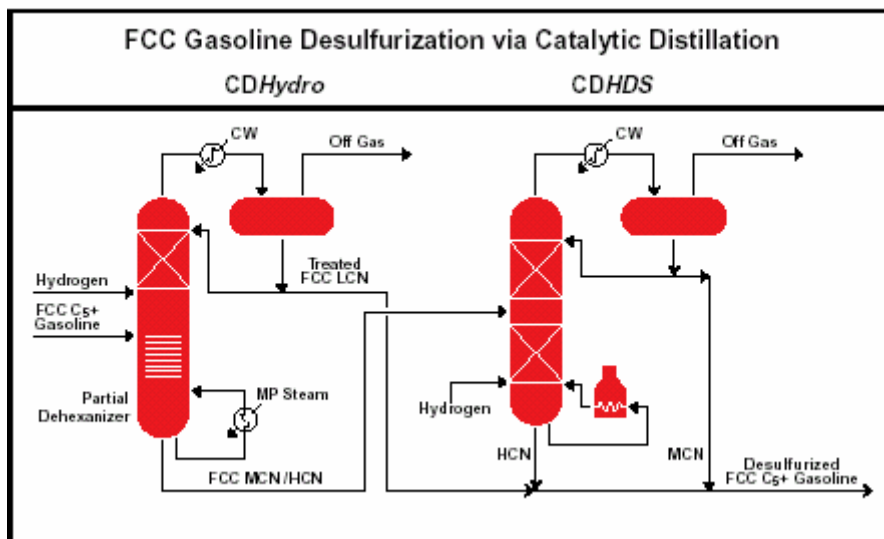 FCC Gasoline Desulfurization via Catalytic Distillation
CDHydro
CDHDS
CW
Off Gas
CW
Off Gas
Treated
FCC LCN
Hydrogen
FCC C5+
Gasoline
Partial
Dehexanizer
MP Steam
Hydrogen
FCC MCN/HCN
HCN
MCN
Desulfurized
FCC C5+ Gasoline